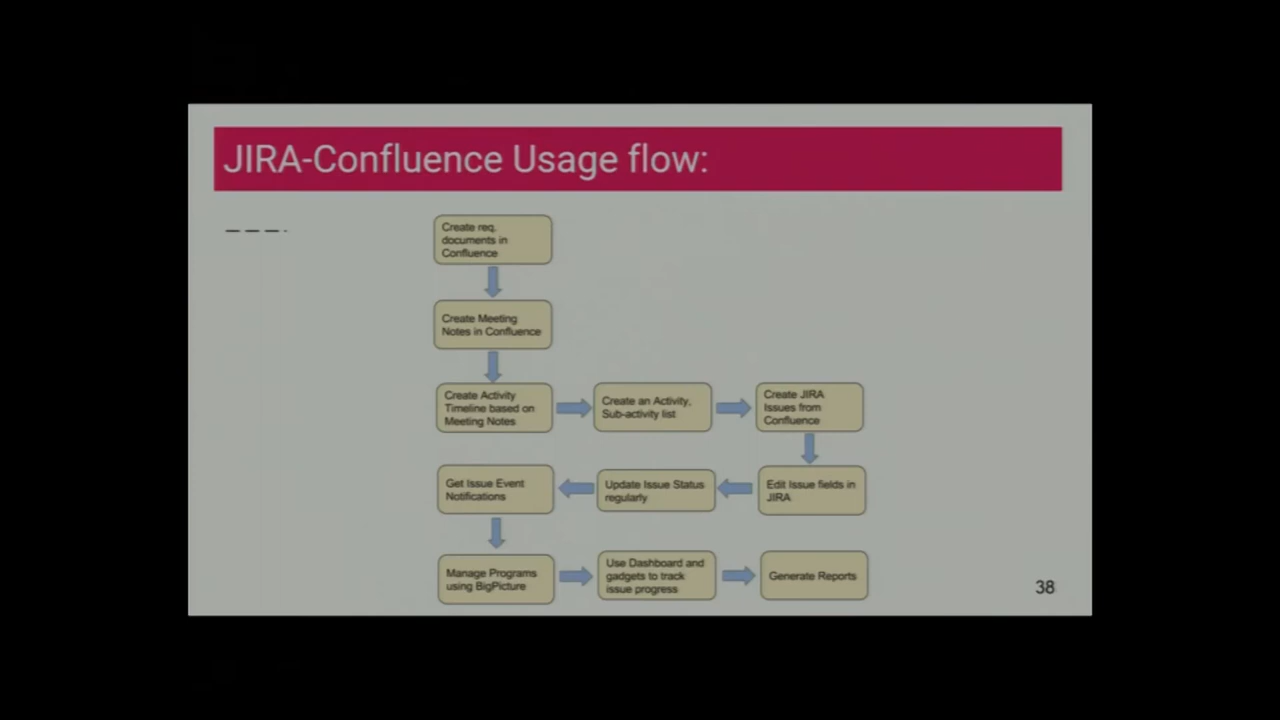 JIRA-Confluence Usage flow:
Create req.
documents in
Confluence
Create Meeting
Notes in Confluence
Create Activity
Timeline based on
Meeting Notes
Create an Activity,
Sub-activity list
Create JIRA
Issues from
Confluence
Edit Issue fields in
JIRA
Update Issue Status
regularly
Get Issue Event
Notifications
Manage Programs
using BigPicture
Use Dashboard and
gadgets to track
issue progress
Generate Reports
38